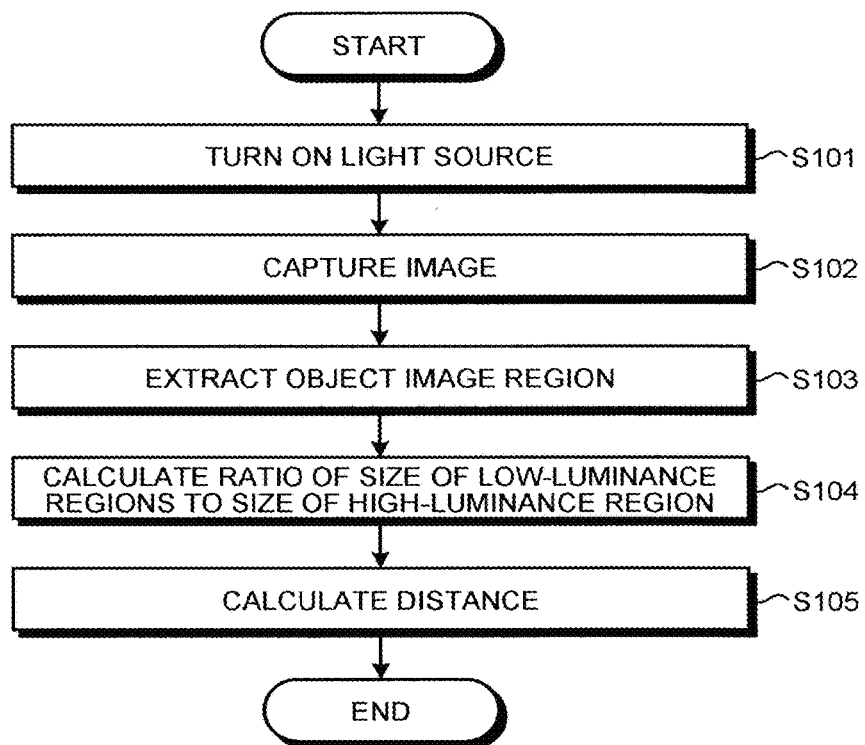 START
TURN ON LIGHT SOURCE
S101
CAPTURE IMAGE
S102
EXTRACT OBJECT IMAGE REGION
S103
CALCULATE RATIO OF SIZE OF LOW-LUMINANCE
REGIONS TO SIZE OF HIGH-LUMINANCE REGION
S104
CALCULATE DISTANCE
S105
END